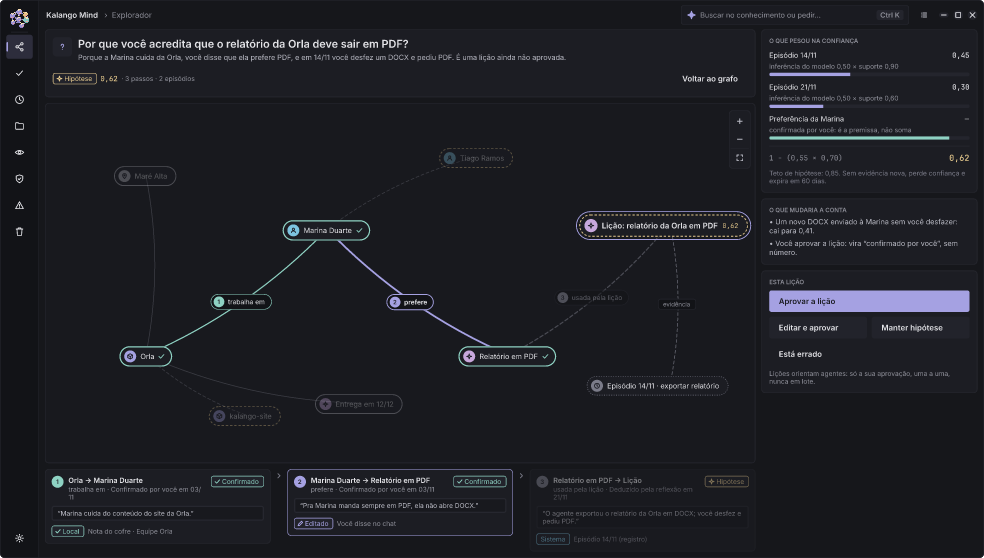 Kalango Mind › Explorador
Buscar no conhecimento ou pedir... Ctrl K
?
Por que você acredita que o relatório da Orla deve sair em PDF?
Porque a Marina cuida da Orla, você disse que ela prefere PDF, e em 14/11 você desfez um DOCX e pediu PDF. É uma lição ainda não aprovada.
Hipótese 0,62 · 3 passos · 2 episódios
Voltar ao grafo
Maré Alta
Tiago Ramos
Marina Duarte
Lição: relatório da Orla em PDF 0,62
1 trabalha em
2 prefere
3 usada pela lição
evidência
Orla
Relatório em PDF
Episódio 14/11 · exportar relatório
Entrega em 12/12
kalango-site
1 Orla → Marina Duarte
trabalha em · Confirmado por você em 03/
11
Confirmado
"Marina cuida do conteúdo do site da Orla."
Local Nota do cofre · Equipe Orla
2 Marina Duarte → Relatório em PDF
prefere · Confirmado por você em 03/11
Confirmado
"Pra Marina manda sempre em PDF, ela não abre DOCX."
Editado Você disse no chat
3 Relatório em PDF → Lição
usada pela lição · Deduzido pela reflexão em
21/11
Hipótese
"O agente exportou o relatório da Orla em DOCX; você desfez e
pediu PDF."
Sistema Episódio 14/11 (registro)
O QUE PESOU NA CONFIANÇA
Episódio 14/11 0,45
inferência do modelo 0,50 × suporte 0,90
Episódio 21/11 0,30
inferência do modelo 0,50 × suporte 0,60
Preferência da Marina –
confirmada por você: é a premissa, não soma
1 - (0,55 × 0,70) 0,62
Teto de hipótese: 0,85. Sem evidência nova, perde confiança e
expira em 60 dias.
O QUE MUDARIA A CONTA
• Um novo DOCX enviado à Marina sem você desfazer:
cai para 0,41.
• Você aprovar a lição: vira "confirmado por você", sem
número.
ESTA LIÇÃO
Aprovar a lição
Editar e aprovar Manter hipótese
Está errado
Lições orientam agentes: só a sua aprovação, uma a uma,
nunca em lote.